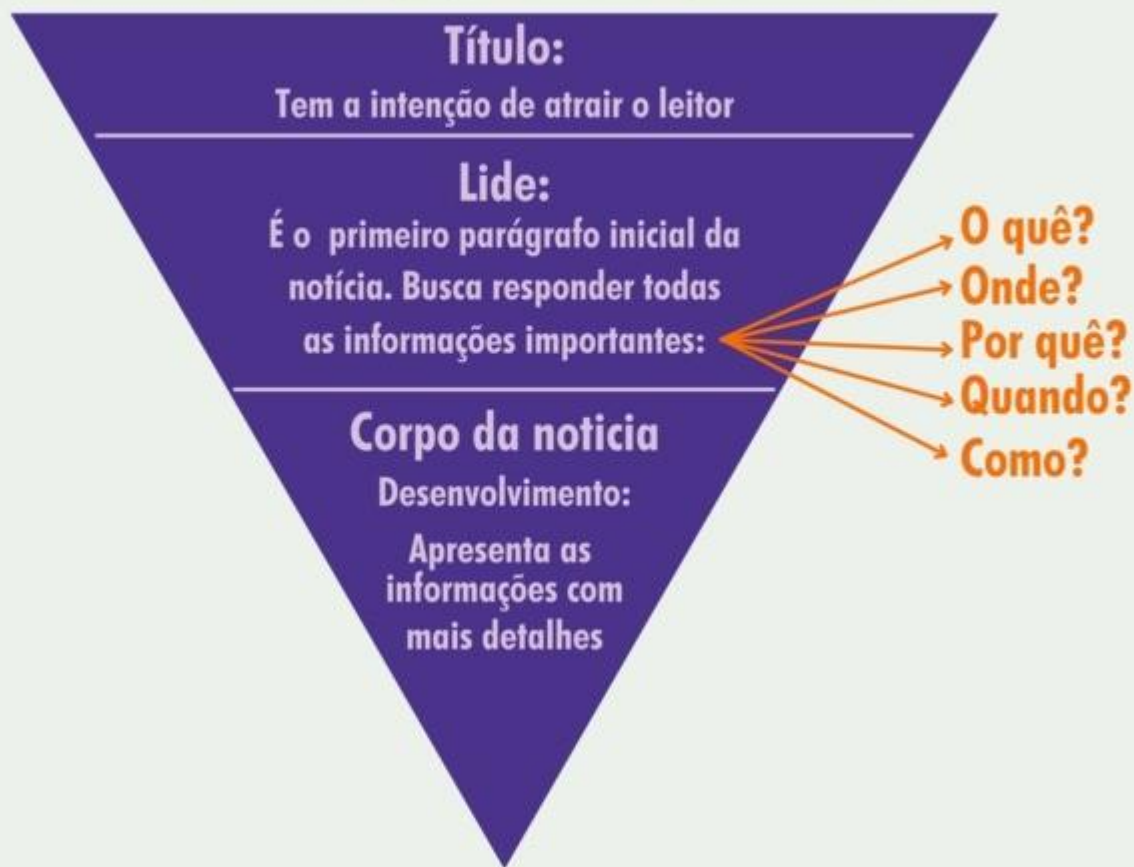 Título:
Tem a intenção de atrair o leitor
Lide:
É o primeiro parágrafo inicial da
notícia. Busca responder todas
as informações importantes:
O quê?
Onde?
Por quê?
Quando?
Como?
Corpo da noticia
Desenvolvimento:
Apresenta as
informações com
mais detalhes